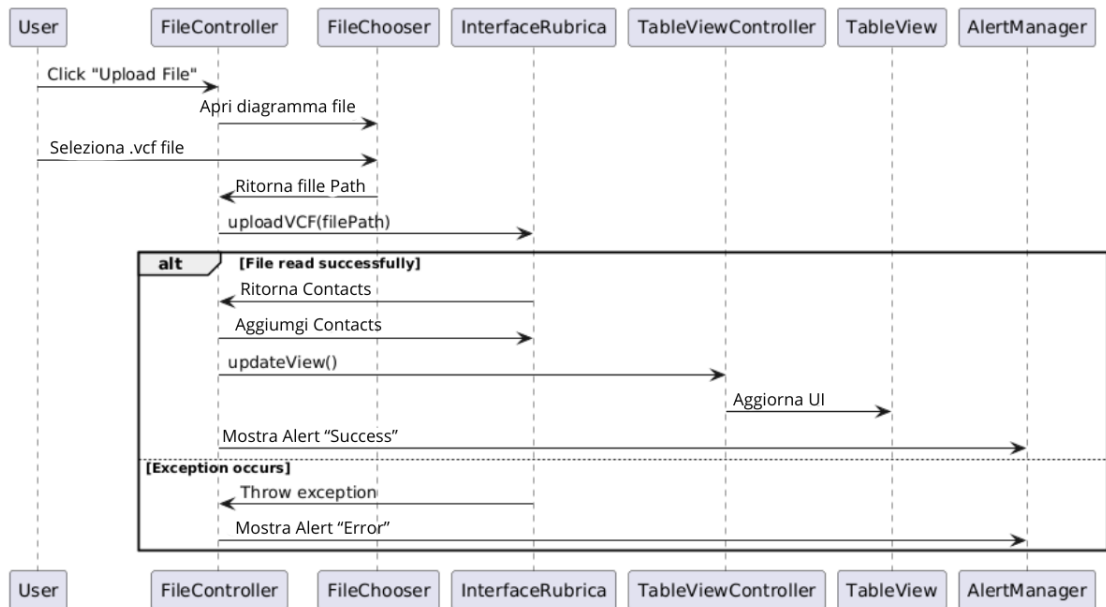 User FileController FileChooser InterfaceRubrica TableViewController TableView AlertManager
Click "Upload File"
Apri diagramma file
Seleziona .vcf file
Ritorna fille Path
uploadVCF(filePath)
alt [File read successfully]
Ritorna Contacts
Aggiumgi Contacts
updateView()
Aggiorna UI
Mostra Alert “Success”
[Exception occurs]
Throw exception
Mostra Alert “Error”
User FileController FileChooser InterfaceRubrica TableViewController TableView AlertManager